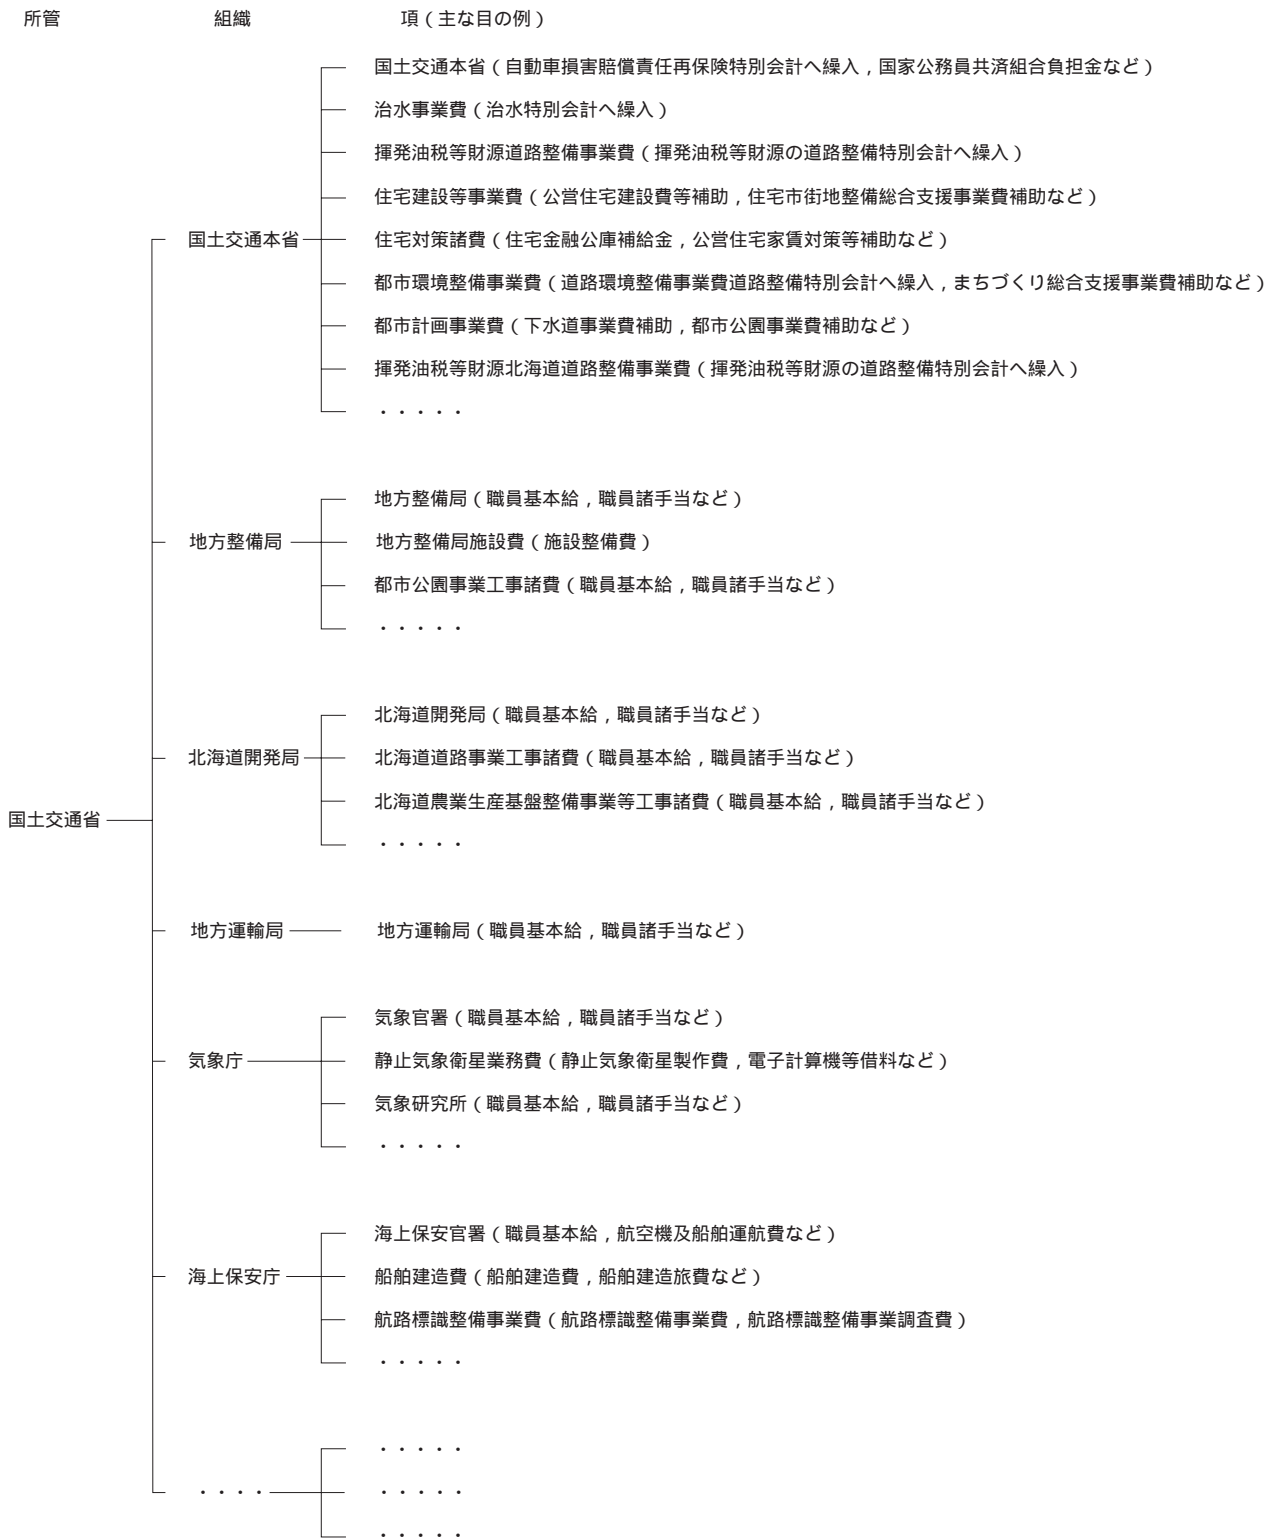 所管 組織 項（主な目の例）
国土交通本省（自動車損害賠償責任再保険特別会計へ繰入，国家公務員共済組合負担金など）
治水事業費（治水特別会計へ繰入）
揮発油税等財源道路整備事業費（揮発油税等財源の道路整備特別会計へ繰入）
住宅建設等事業費（公営住宅建設費等補助，住宅市街地整備総合支援事業費補助など）
国土交通本省 住宅対策諸費（住宅金融公庫補給金，公営住宅家賃対策等補助など）
都市環境整備事業費（道路環境整備事業費道路整備特別会計へ繰入，まちづくり総合支援事業費補助など）
都市計画事業費（下水道事業費補助，都市公園事業費補助など）
揮発油税等財源北海道道路整備事業費（揮発油税等財源の道路整備特別会計へ繰入）
・・・・・
地方整備局（職員基本給，職員諸手当など）
地方整備局 地方整備局施設費（施設整備費）
都市公園事業工事諸費（職員基本給，職員諸手当など）
・・・・・
北海道開発局（職員基本給，職員諸手当など）
北海道開発局 北海道道路事業工事諸費（職員基本給，職員諸手当など）
北海道農業生産基盤整備事業等工事諸費（職員基本給，職員諸手当など）
国土交通省
・・・・・
地方運輸局 地方運輸局（職員基本給，職員諸手当など）
気象官署（職員基本給，職員諸手当など）
気象庁 静止気象衛星業務費（静止気象衛星製作費，電子計算機等借料など）
気象研究所（職員基本給，職員諸手当など）
・・・・・
海上保安官署（職員基本給，航空機及船舶運航費など）
海上保安庁 船舶建造費（船舶建造費，船舶建造旅費など）
航路標識整備事業費（航路標識整備事業費，航路標識整備事業調査費）
・・・・・
・・・・・
・・・・ ・・・・・
・・・・・